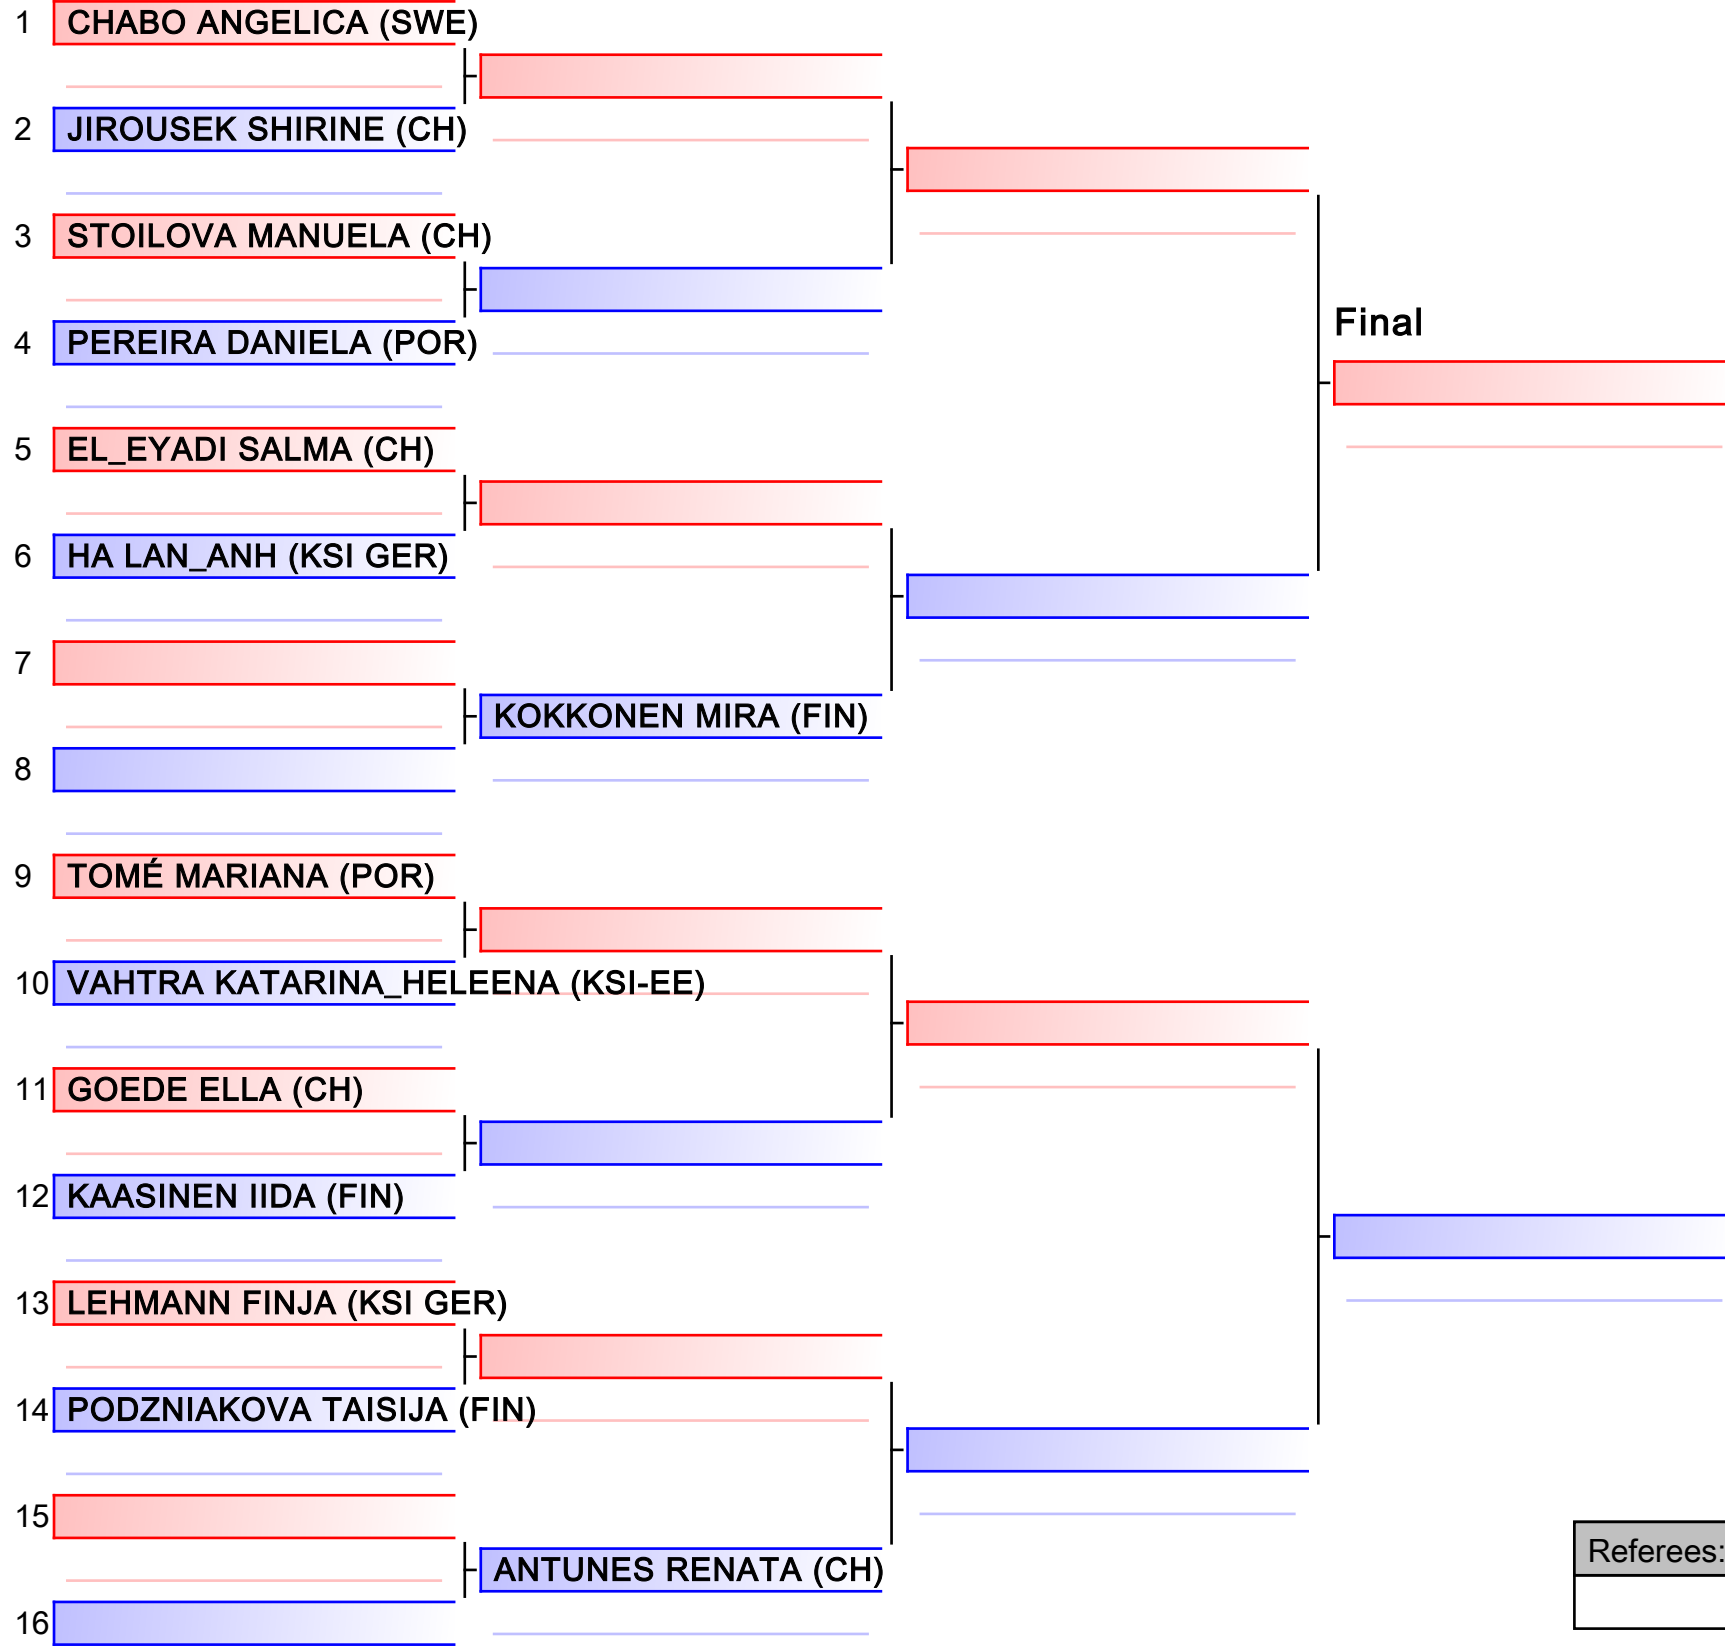 1 CHABO ANGELICA (SWE)
2 JIROUSEK SHIRINE (CH)
3 STOILOVA MANUELA (CH)
Final
4 PEREIRA DANIELA (POR)
5 EL_EYADI SALMA (CH)
6 HA LAN_ANH (KSI GER)
7
KOKKONEN MIRA (FIN)
8
9 TOMÉ MARIANA (POR)
10 VAHTRA KATARINA_HELEENA (KSI-EE)
11 GOEDE ELLA (CH)
12 KAASINEN IIDA (FIN)
13 LEHMANN FINJA (KSI GER)
14 PODZNIAKOVA TAISIJA (FIN)
15
Referees:
ANTUNES RENATA (CH)
16